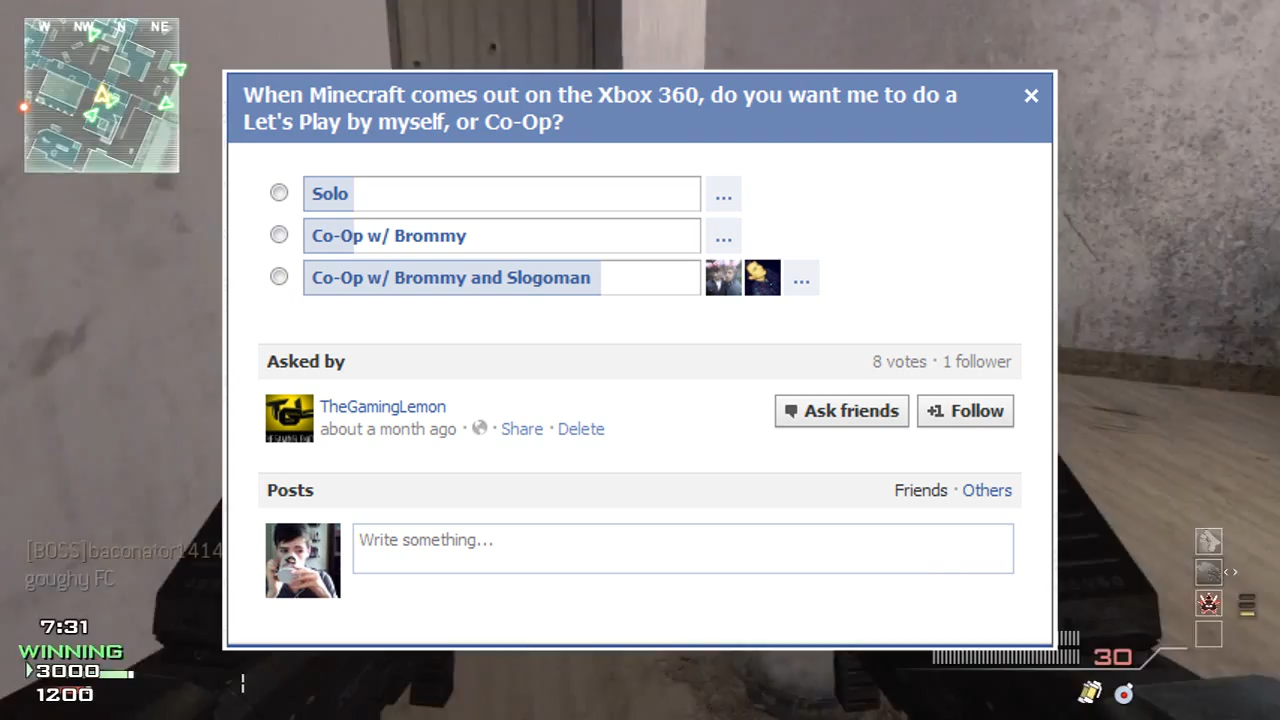 W NW N NE
When Minecraft comes out on the Xbox 360, do you want me to do a
Let's Play by myself, or Co-Op?
Solo
...
Co-Op w/ Brommy
...
Co-Op w/ Brommy and Slogoman
...
Asked by
8 votes · 1 follower
TheGamingLemon
about a month ago · Share · Delete
Ask friends
+1 Follow
TGL
Posts
Friends · Others
Write something...
[BOSS]baconator1414
goughy FC
7:31
WINNING
3000
1200
30